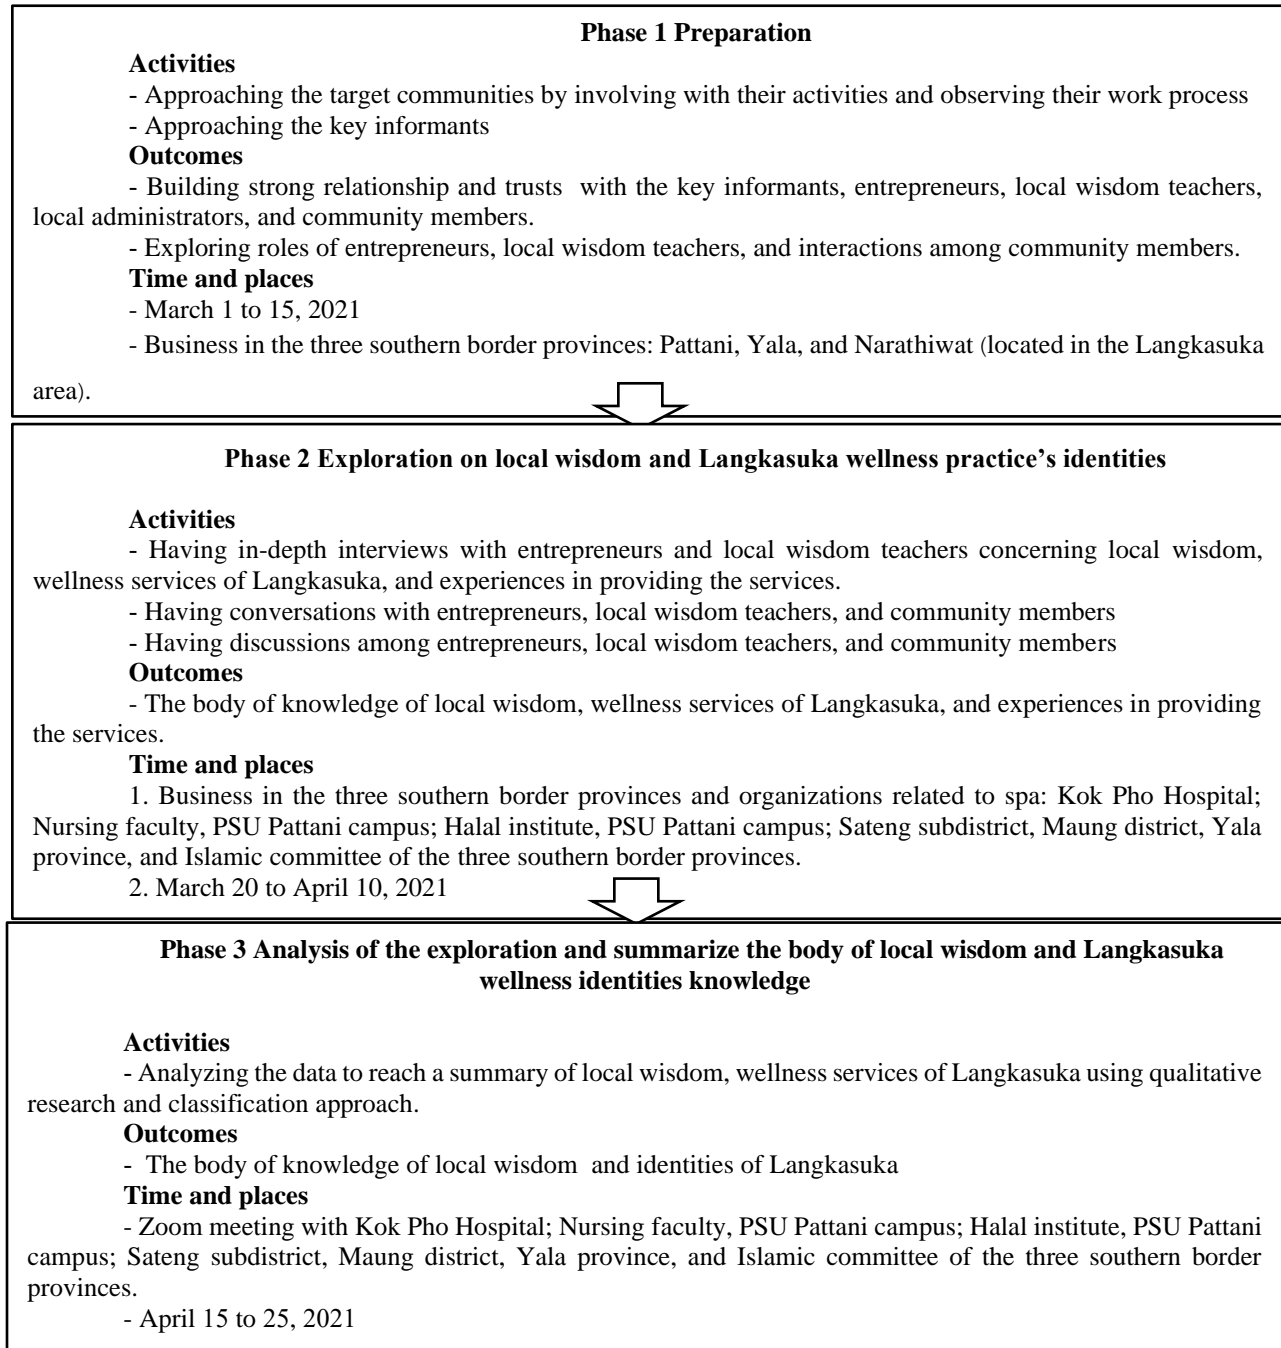 Phase 1 Preparation
Activities
- Approaching the target communities by involving with their activities and observing their work process
- Approaching the key informants
Outcomes
- Building strong relationship and trusts with the key informants, entrepreneurs, local wisdom teachers,
local administrators, and community members.
- Exploring roles of entrepreneurs, local wisdom teachers, and interactions among community members.
Time and places
- March 1 to 15, 2021
- Business in the three southern border provinces: Pattani, Yala, and Narathiwat (located in the Langkasuka
area).
Phase 2 Exploration on local wisdom and Langkasuka wellness practice’s identities
Activities
- Having in-depth interviews with entrepreneurs and local wisdom teachers concerning local wisdom,
wellness services of Langkasuka, and experiences in providing the services.
- Having conversations with entrepreneurs, local wisdom teachers, and community members
- Having discussions among entrepreneurs, local wisdom teachers, and community members
Outcomes
- The body of knowledge of local wisdom, wellness services of Langkasuka, and experiences in providing
the services.
Time and places
1. Business in the three southern border provinces and organizations related to spa: Kok Pho Hospital;
Nursing faculty, PSU Pattani campus; Halal institute, PSU Pattani campus; Sateng subdistrict, Maung district, Yala
province, and Islamic committee of the three southern border provinces.
2. March 20 to April 10, 2021
Phase 3 Analysis of the exploration and summarize the body of local wisdom and Langkasuka
wellness identities knowledge
Activities
- Analyzing the data to reach a summary of local wisdom, wellness services of Langkasuka using qualitative
research and classification approach.
Outcomes
- The body of knowledge of local wisdom and identities of Langkasuka
Time and places
- Zoom meeting with Kok Pho Hospital; Nursing faculty, PSU Pattani campus; Halal institute, PSU Pattani
campus; Sateng subdistrict, Maung district, Yala province, and Islamic committee of the three southern border
provinces.
- April 15 to 25, 2021